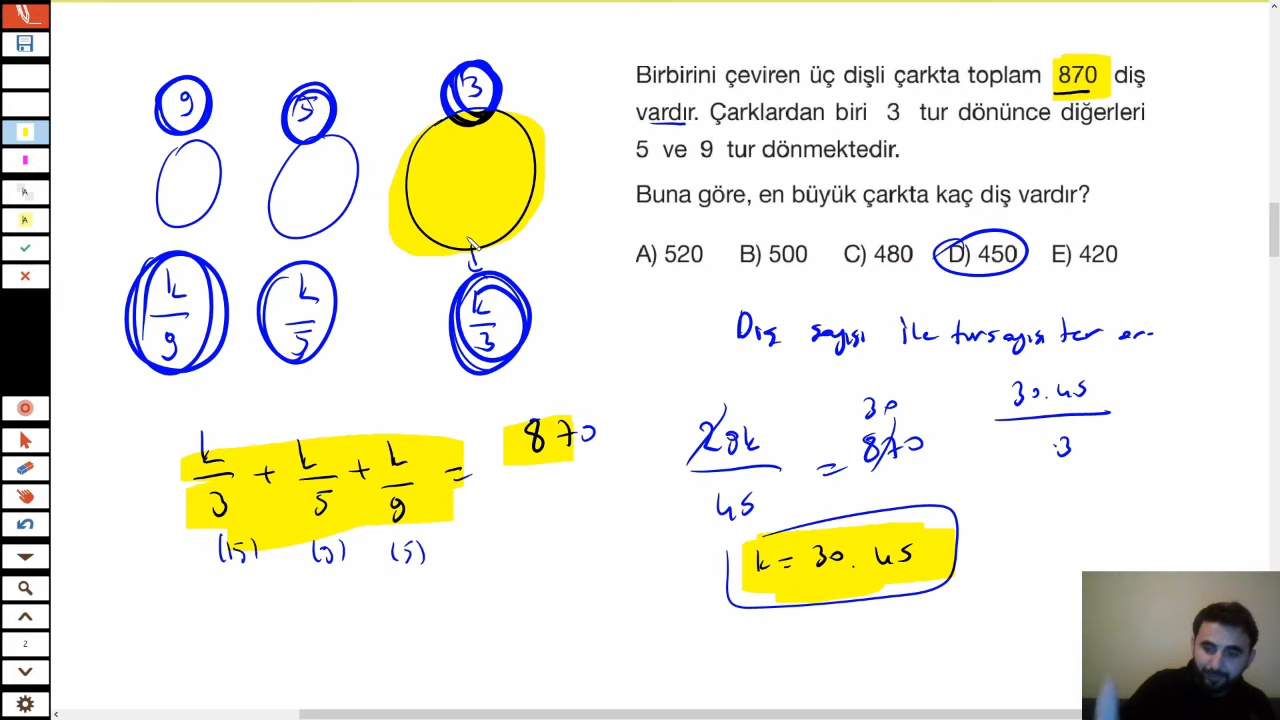 Birbirini çeviren üç dişli çarkta toplam 870 diş
vardır. Çarklardan biri 3 tur dönünce diğerleri
5 ve 9 tur dönmektedir.
Buna göre, en büyük çarkta kaç diş vardır?
A) 520 B) 500 C) 480 D) 450 E) 420
9 5 3
k/9 k/5 k/3
Diş sayısı ile tur sayısı ter or-
k/3 + k/5 + k/9 = 870
(15) (9) (5)
30
28k/45 = 870
30.45/3
k = 30.45
2